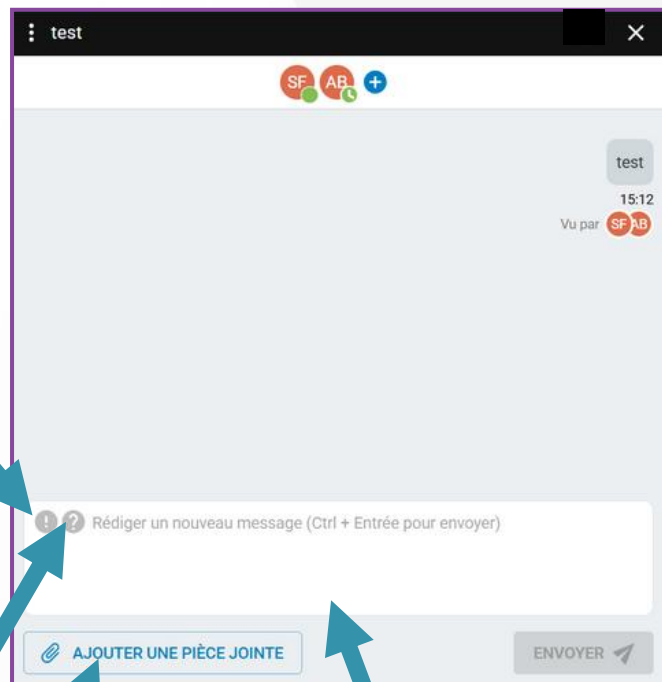 test
SF AB
test
15:12
Vu par SF AB
! ? Rédiger un nouveau message (Ctrl + Entrée pour envoyer)
AJOUTER UNE PIÈCE JOINTE
ENVOYER